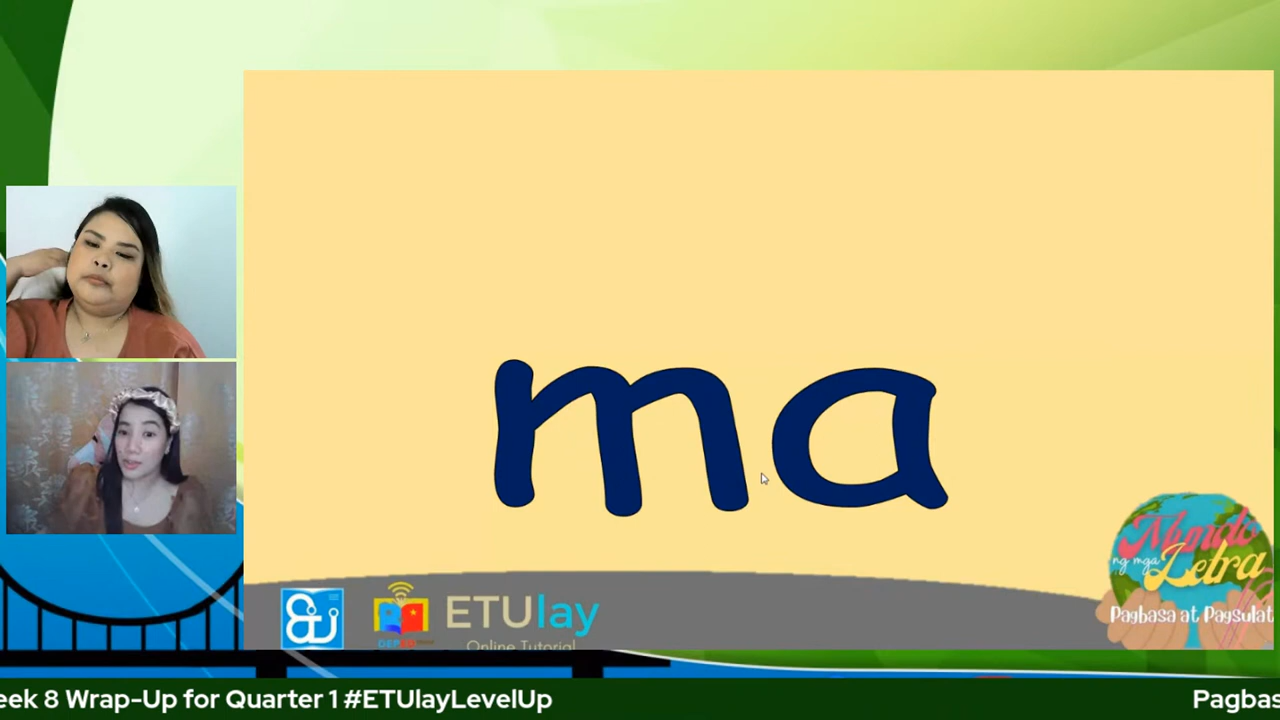 ma
Mundo
ng mga
Letra
Pagbasa at Pagsulat
ETUlay
Online Tutorial
eek 8 Wrap-Up for Quarter 1 #ETUlayLevelUp
Pagbas